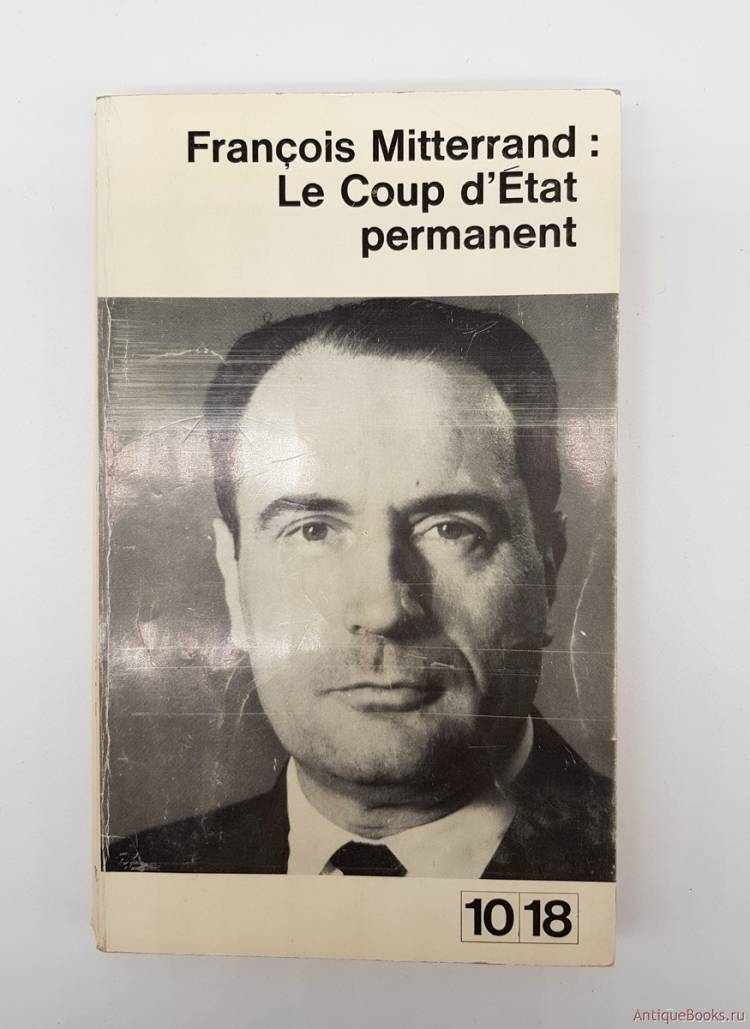 François Mitterrand :
Le Coup d'État
permanent
10 18
AntiqueBooks.ru